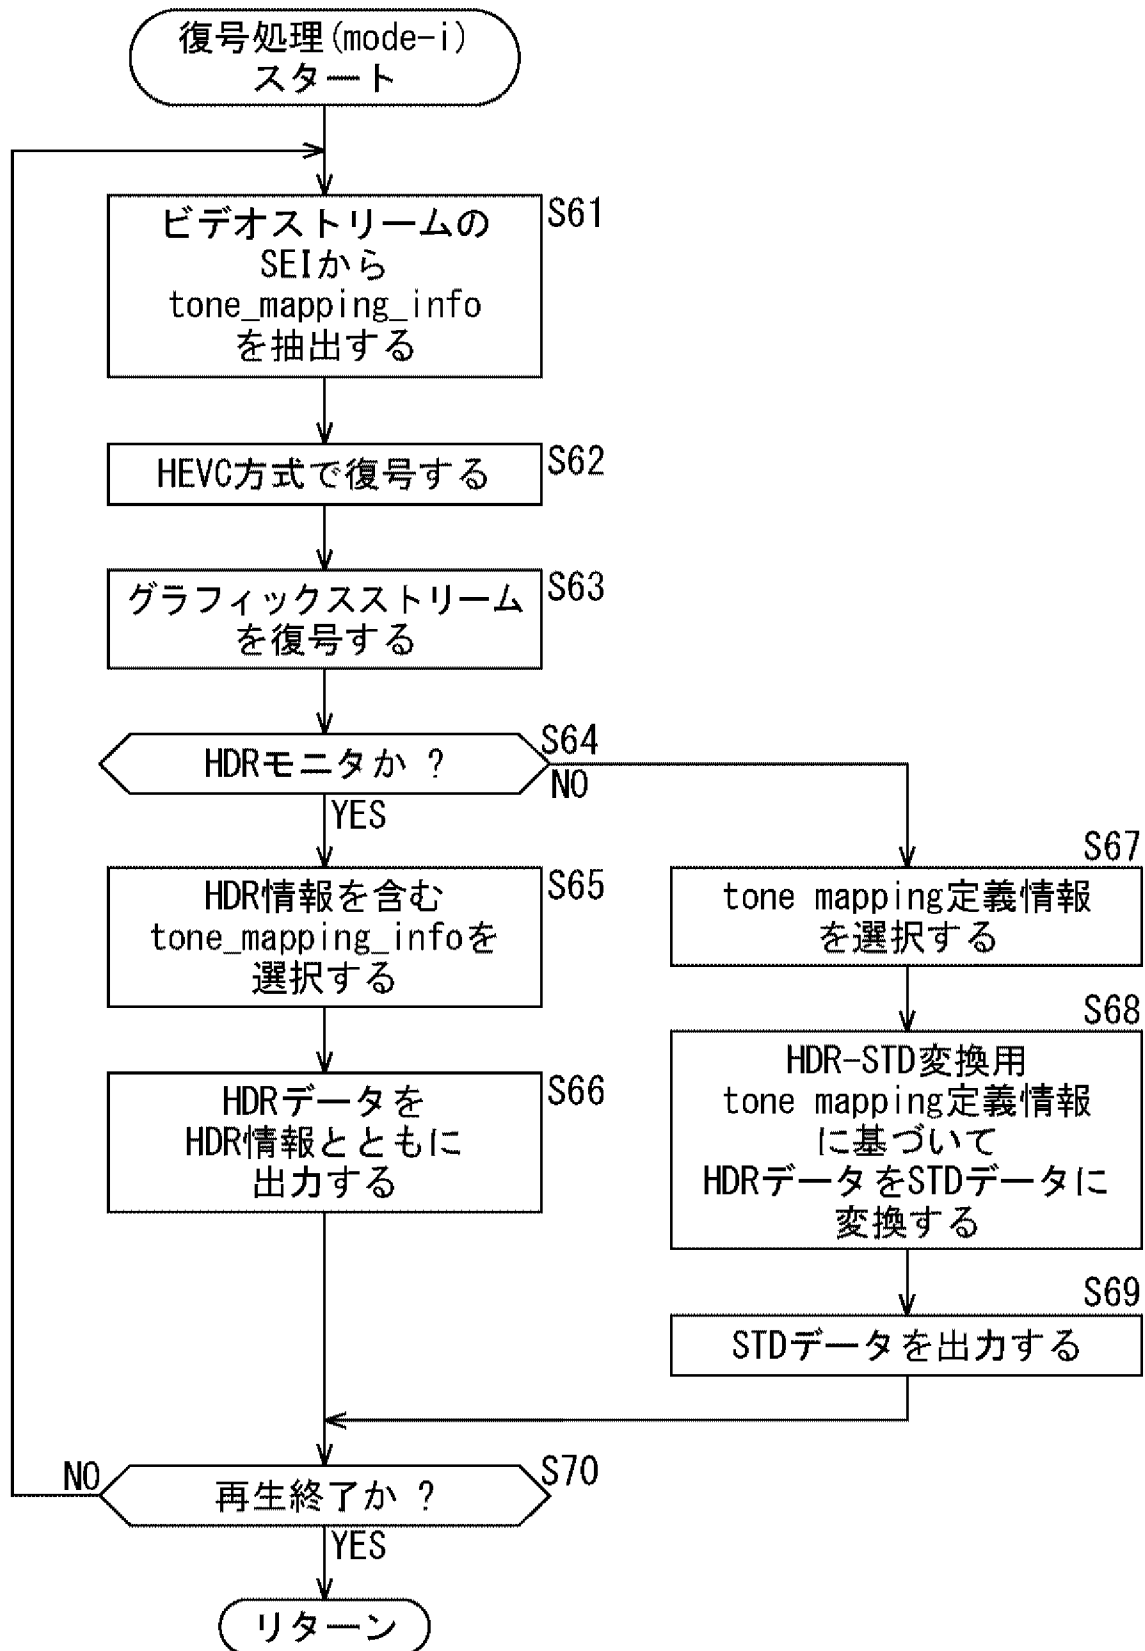 復号処理(mode-i)
スタート
S61
ビデオストリームの
SEIから
tone_mapping_info
を抽出する
S62
HEVC方式で復号する
S63
グラフィックスストリーム
を復号する
S64
HDRモニタか ?
NO
YES
S65
HDR情報を含む
tone_mapping_infoを
選択する
S66
HDRデータを
HDR情報とともに
出力する
S67
tone mapping定義情報
を選択する
S68
HDR-STD変換用
tone mapping定義情報
に基づいて
HDRデータをSTDデータに
変換する
S69
STDデータを出力する
S70
NO
再生終了か ?
YES
リターン